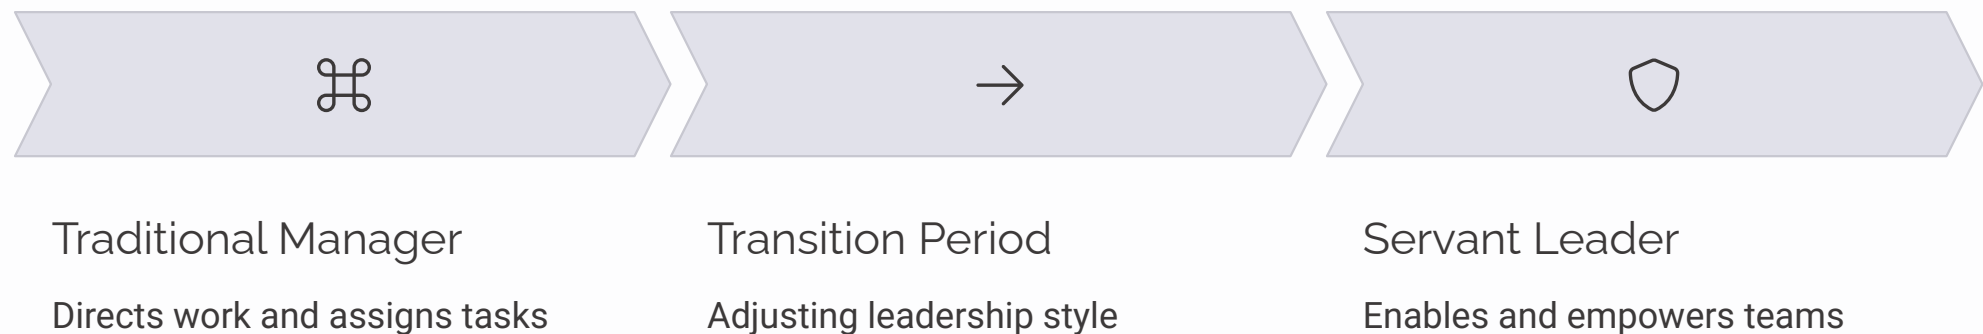 Traditional Manager
Directs work and assigns tasks
Transition Period
Adjusting leadership style
Servant Leader
Enables and empowers teams